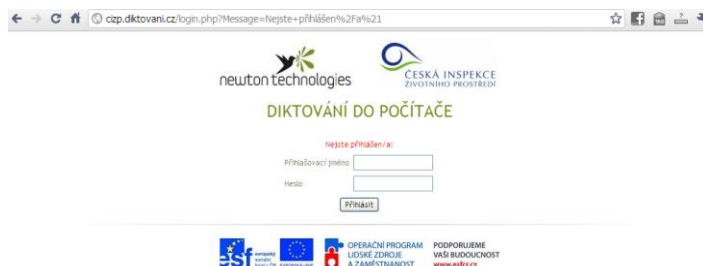 cizp.diktovani.cz/login.php?Message=Nejste+přihlášen%2Fa%21
newton technologies
ČESKÁ INSPEKCE
ŽIVOTNÍHO PROSTŘEDÍ
DIKTOVÁNÍ DO POČÍTAČE
Nejste přihlášen/a!
Přihlašovací jméno
Heslo
Přihlásit
esf
OPERAČNÍ PROGRAM
LIDSKÉ ZDROJE
A ZAMĚSTNANOST
PODPORUJEME
VAŠI BUDOUCNOST
www.esfcr.cz